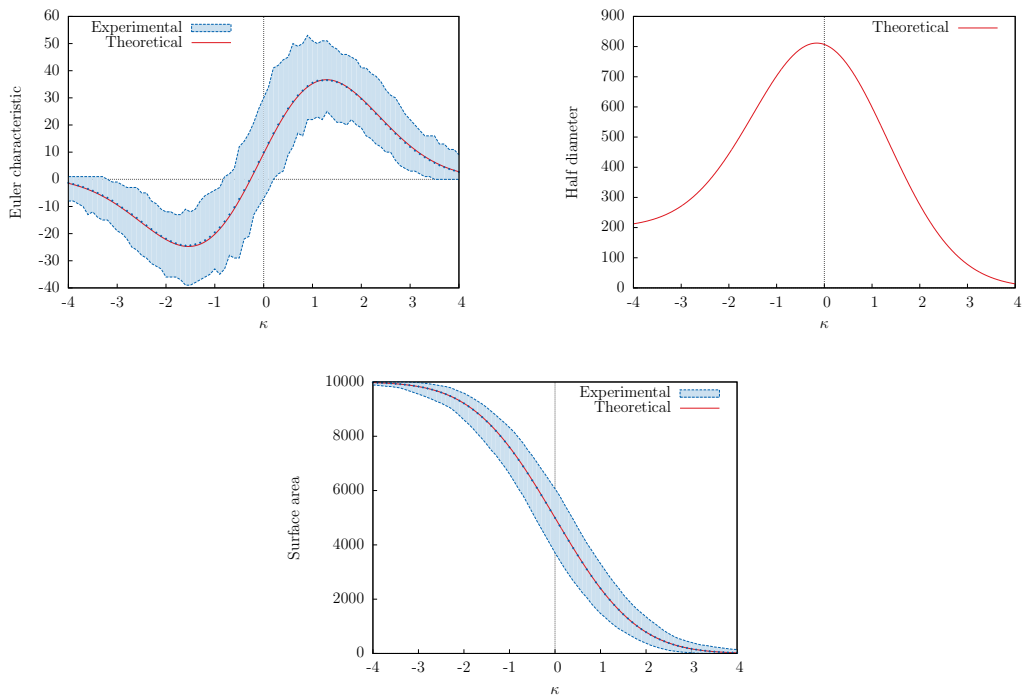 Euler characteristic
60
50
40
30
20
10
0
-10
-20
-30
-40
Experimental
Theoretical
-4 -3 -2 -1 0 1 2 3 4
κ
Half diameter
900
800
700
600
500
400
300
200
100
0
Theoretical
-4 -3 -2 -1 0 1 2 3 4
κ
Surface area
10000
8000
6000
4000
2000
0
Experimental
Theoretical
-4 -3 -2 -1 0 1 2 3 4
κ